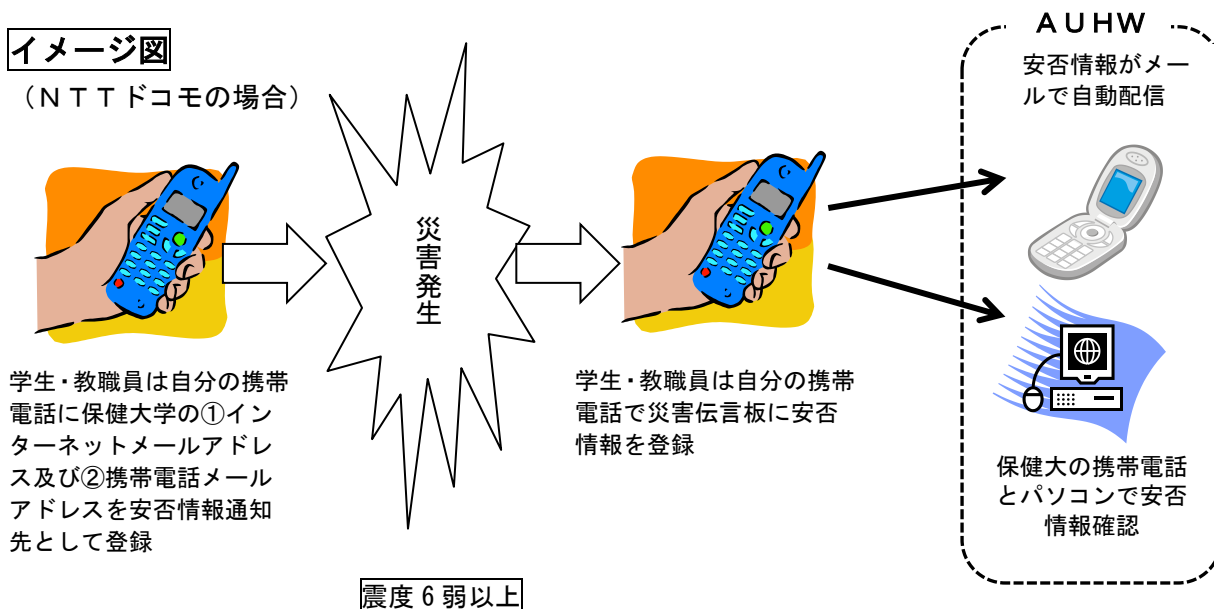 イメージ図
（ＮＴＴドコモの場合）
学生・教職員は自分の携帯
電話に保健大学の①イン
ターネットメールアドレ
ス及び②携帯電話メール
アドレスを安否情報通知
先として登録
災害発生
震度６弱以上
学生・教職員は自分の携帯
電話で災害伝言板に安否
情報を登録
ＡＵＨＷ
安否情報がメー
ルで自動配信
保健大の携帯電話
とパソコンで安否
情報確認